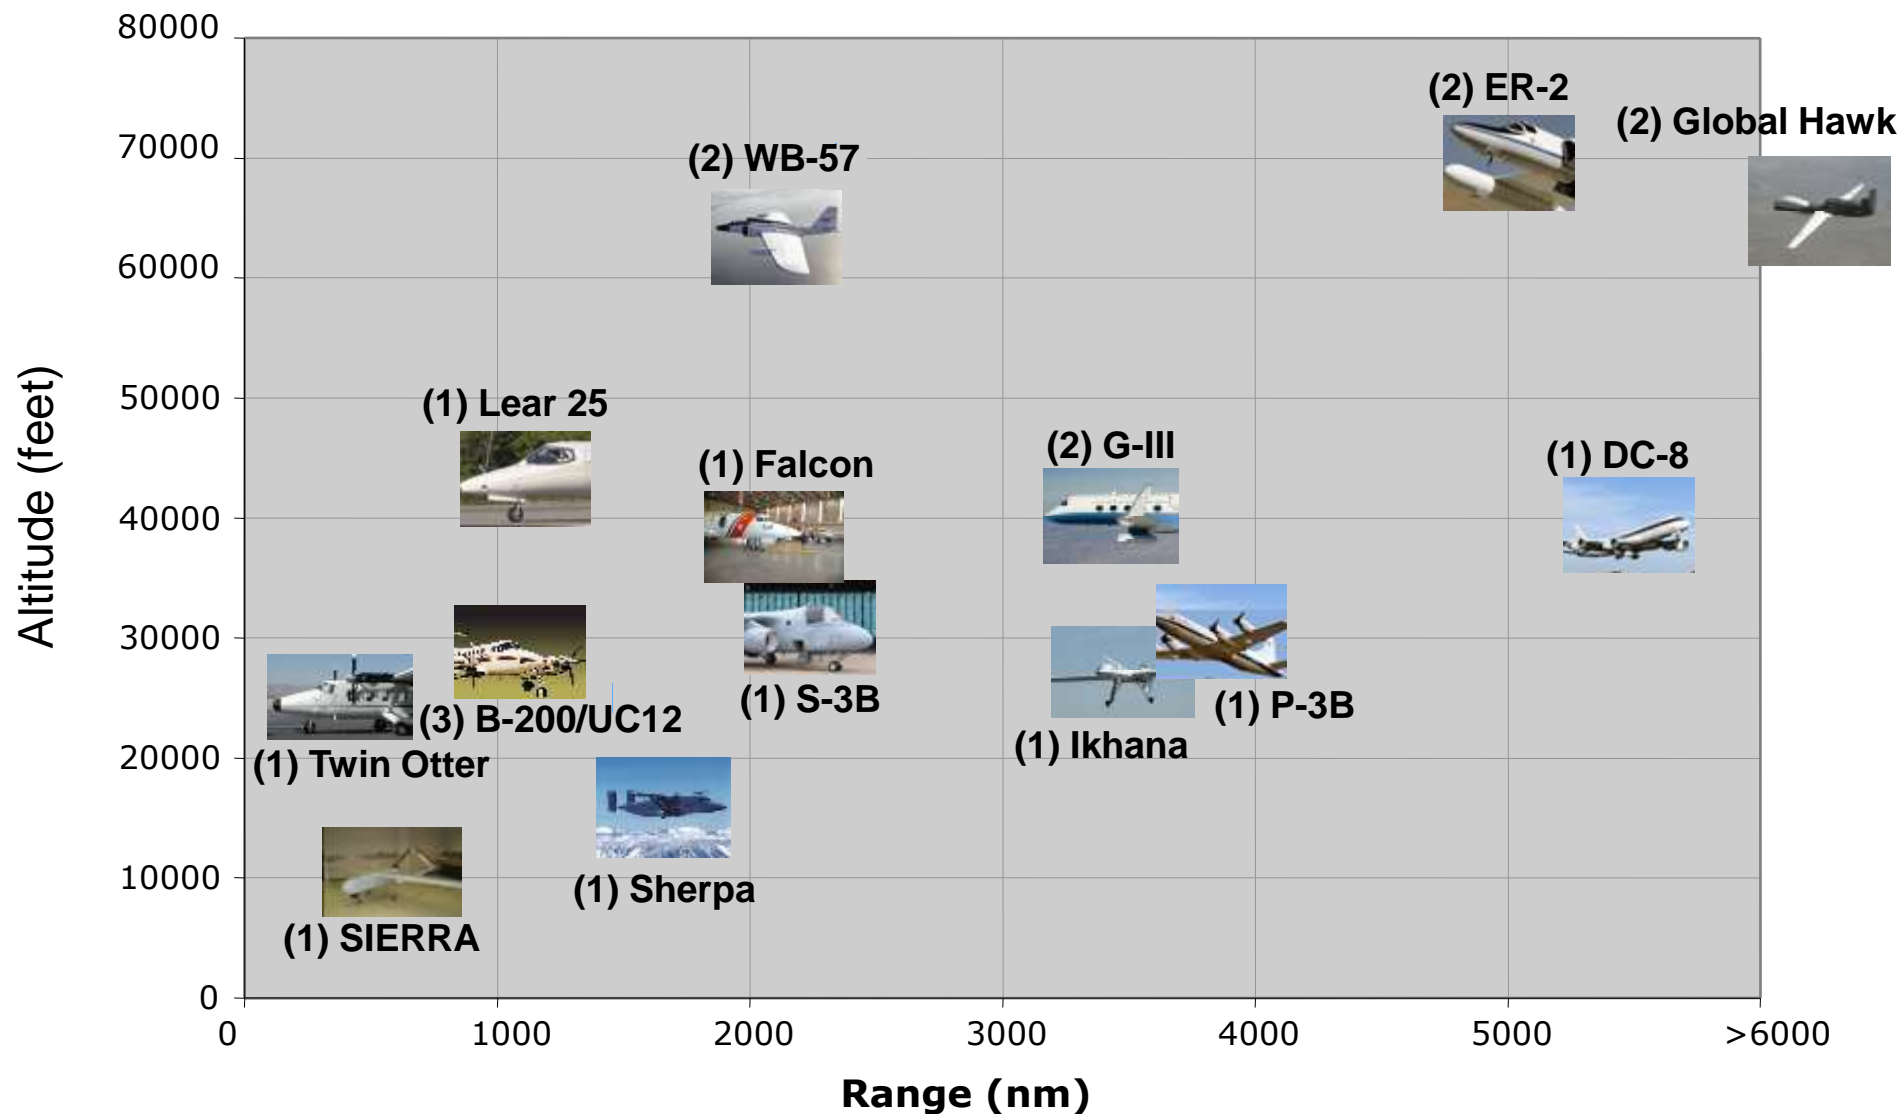 80000
(2) ER-2
(2) Global Hawk
70000
(2) WB-57
60000
50000
(1) Lear 25
(2) G-III
(1) DC-8
(1) Falcon
40000
Altitude (feet)
30000
(1) S-3B
(1) P-3B
(3) B-200/UC12
(1) Ikhana
20000
(1) Twin Otter
10000
(1) Sherpa
(1) SIERRA
0
0
1000
2000
3000
4000
5000
>6000
Range (nm)